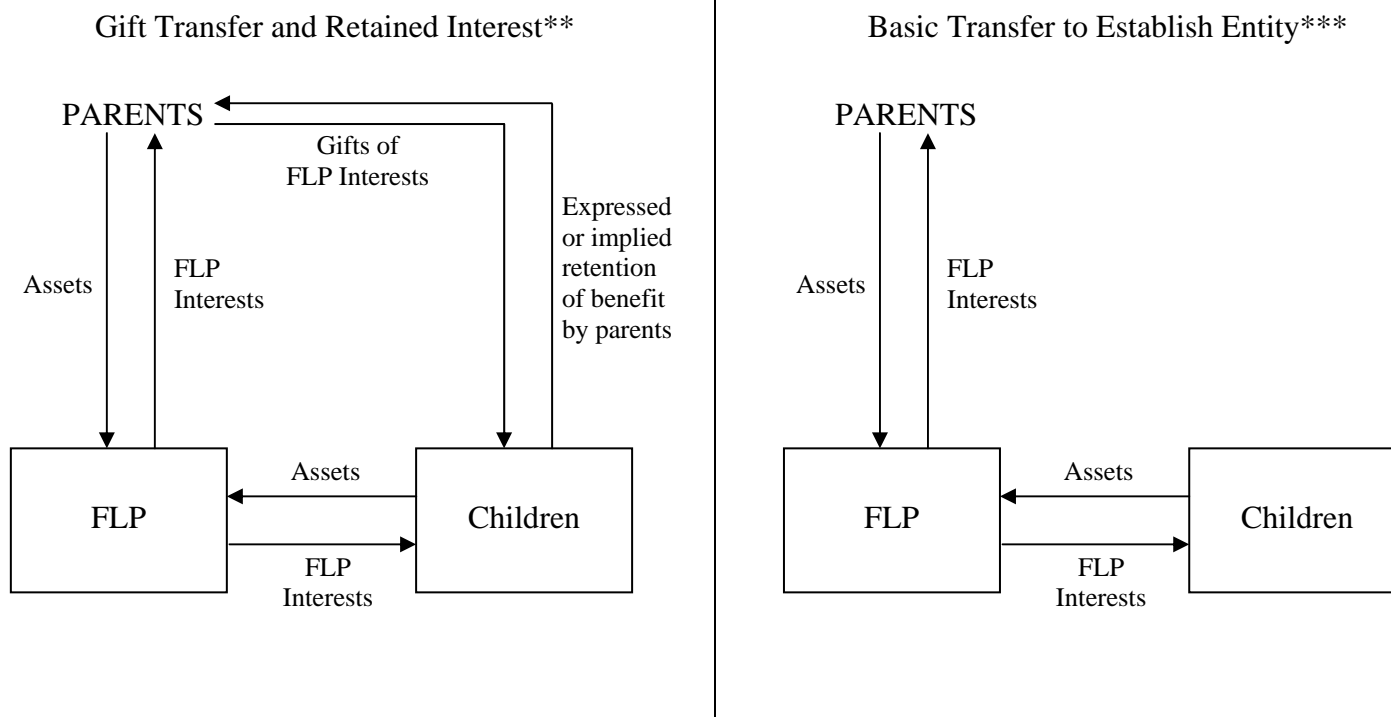 Gift Transfer and Retained Interest**
PARENTS
Gifts of
FLP Interests
Expressed
or implied
retention
of benefit
by parents
Assets
FLP
Interests
FLP
Assets
Children
FLP
Interests
Basic Transfer to Establish Entity***
PARENTS
Assets
FLP
Interests
FLP
Assets
Children
FLP
Interests